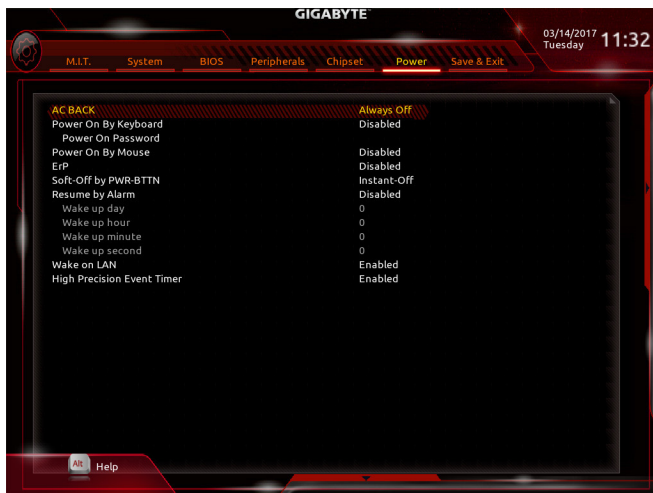 GIGABYTE™
03/14/2017 11:32
Tuesday
M.I.T. System BIOS Peripherals Chipset Power Save & Exit
AC BACK Always Off
Power On By Keyboard Disabled
Power On Password
Power On By Mouse Disabled
ErP Disabled
Soft-Off by PWR-BTTN Instant-Off
Resume by Alarm Disabled
Wake up day 0
Wake up hour 0
Wake up minute 0
Wake up second 0
Wake on LAN Enabled
High Precision Event Timer Enabled
Alt Help